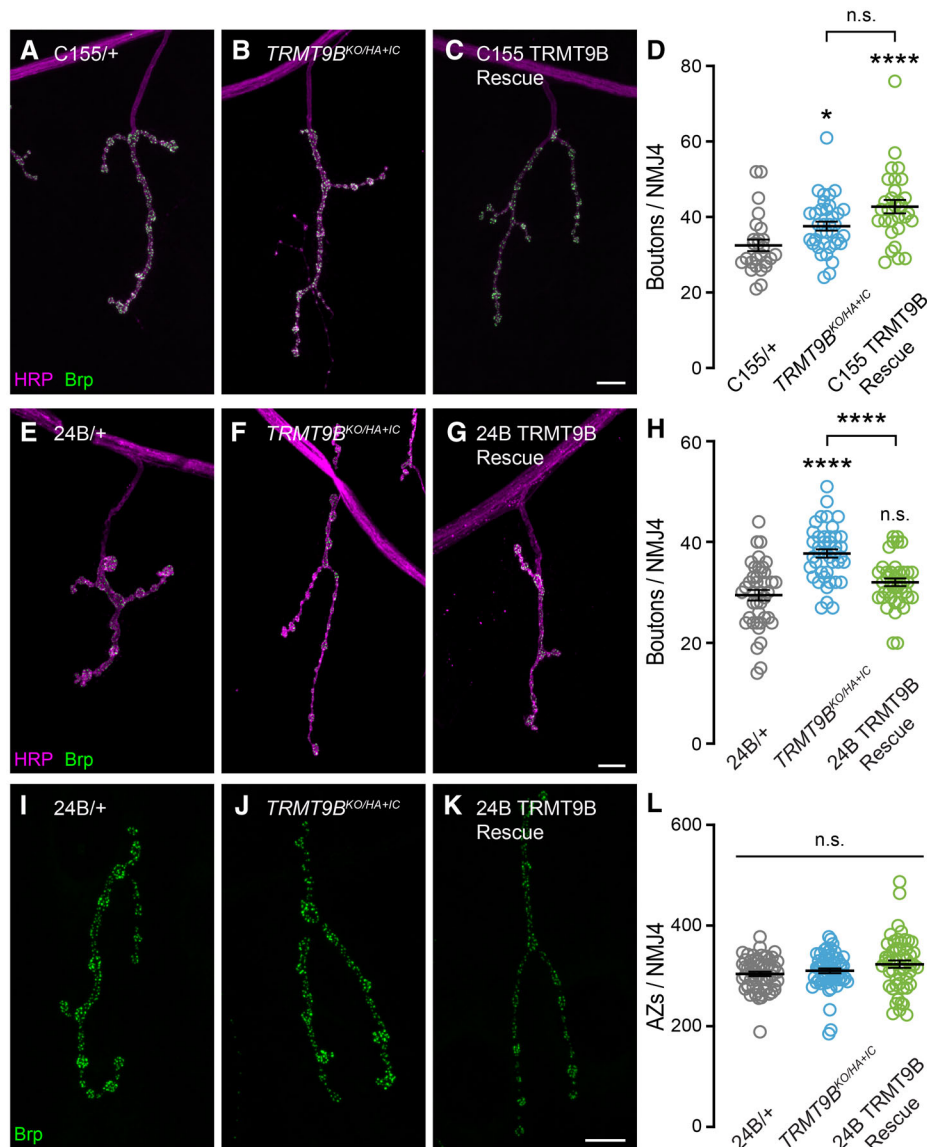 A C155/+
B TRMT9B^KO/HA+IC
C C155 TRMT9B
Rescue
HRP Brp
D
n.s.
****
*
80
60
40
20
0
Boutons / NMJ4
C155/+
TRMT9B^KO/HA+IC
C155 TRMT9B
Rescue
E 24B/+
F TRMT9B^KO/HA+IC
G 24B TRMT9B
Rescue
HRP Brp
H
****
****
n.s.
60
40
20
0
Boutons / NMJ4
24B/+
TRMT9B^KO/HA+IC
24B TRMT9B
Rescue
I 24B/+
J TRMT9B^KO/HA+IC
K 24B TRMT9B
Rescue
Brp
L
n.s.
600
400
200
0
AZs / NMJ4
24B/+
TRMT9B^KO/HA+IC
24B TRMT9B
Rescue